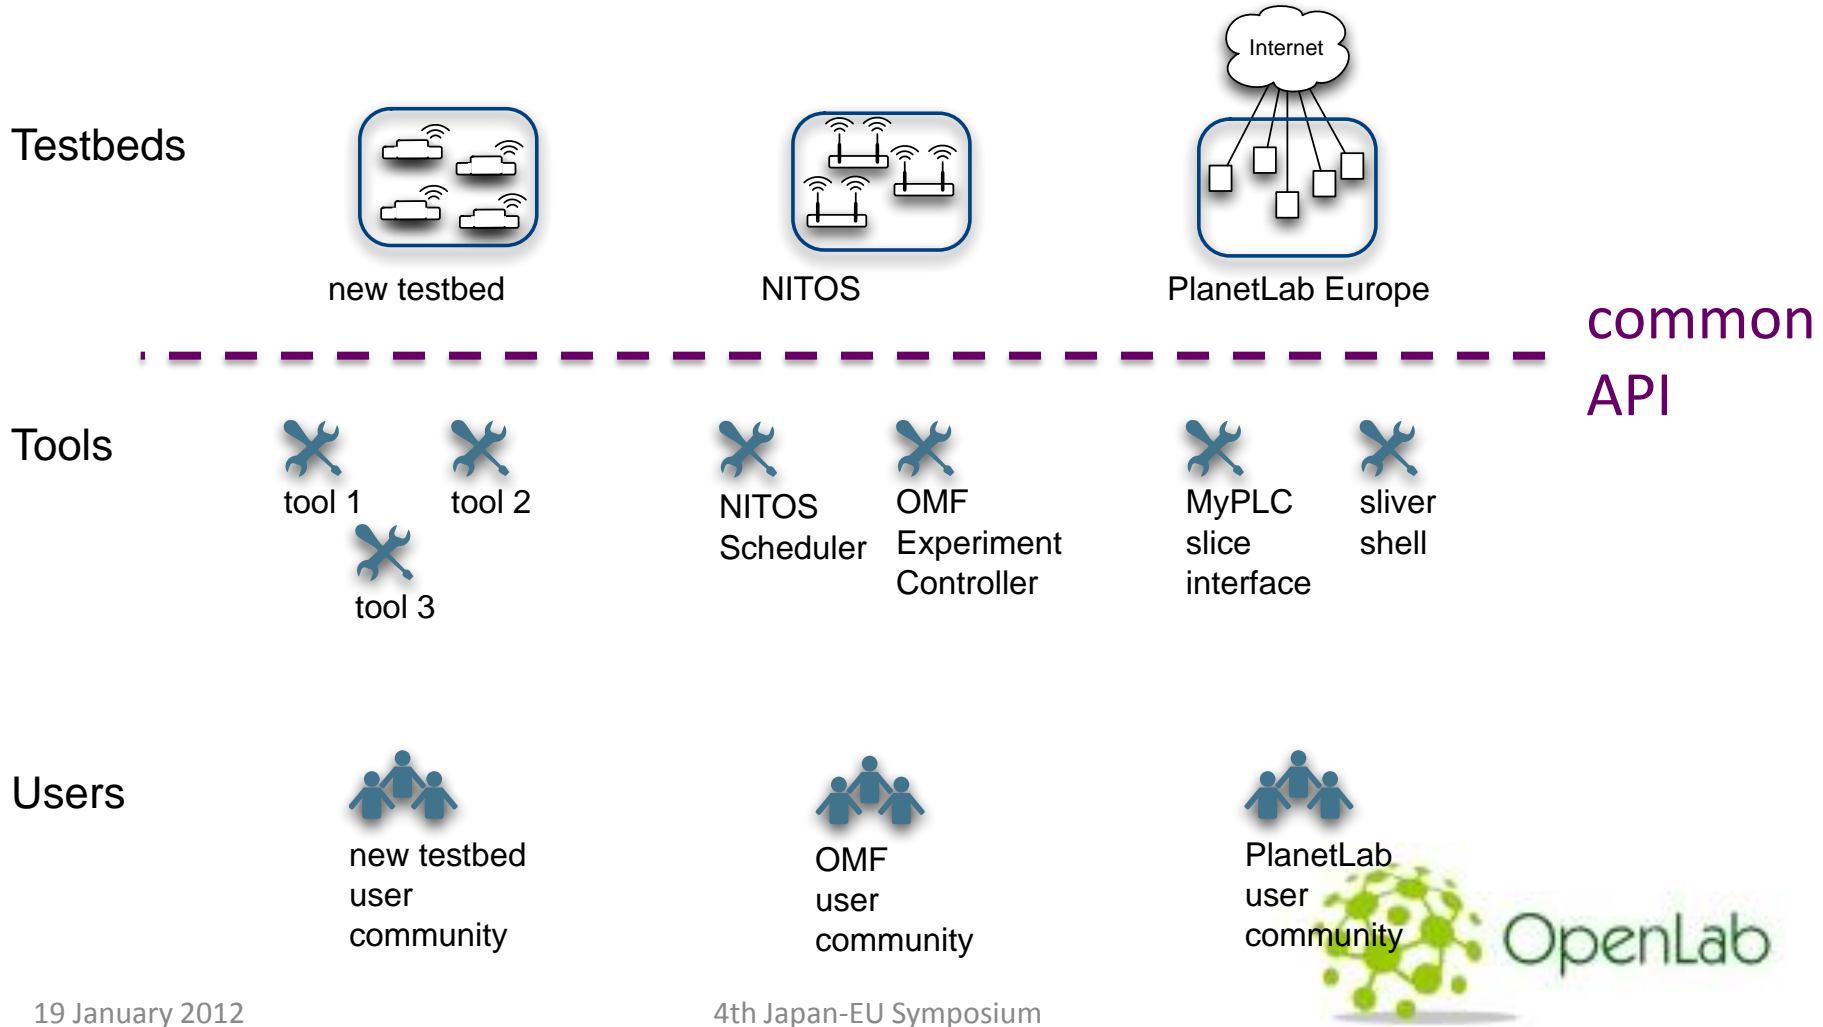 Internet
Testbeds
new testbed
NITOS
PlanetLab Europe
common
API
Tools
tool 1
tool 2
tool 3
NITOS
Scheduler
OMF
Experiment
Controller
MyPLC
slice
interface
sliver
shell
Users
new testbed
user
community
OMF
user
community
PlanetLab
user
community
OpenLab
19 January 2012
4th Japan-EU Symposium